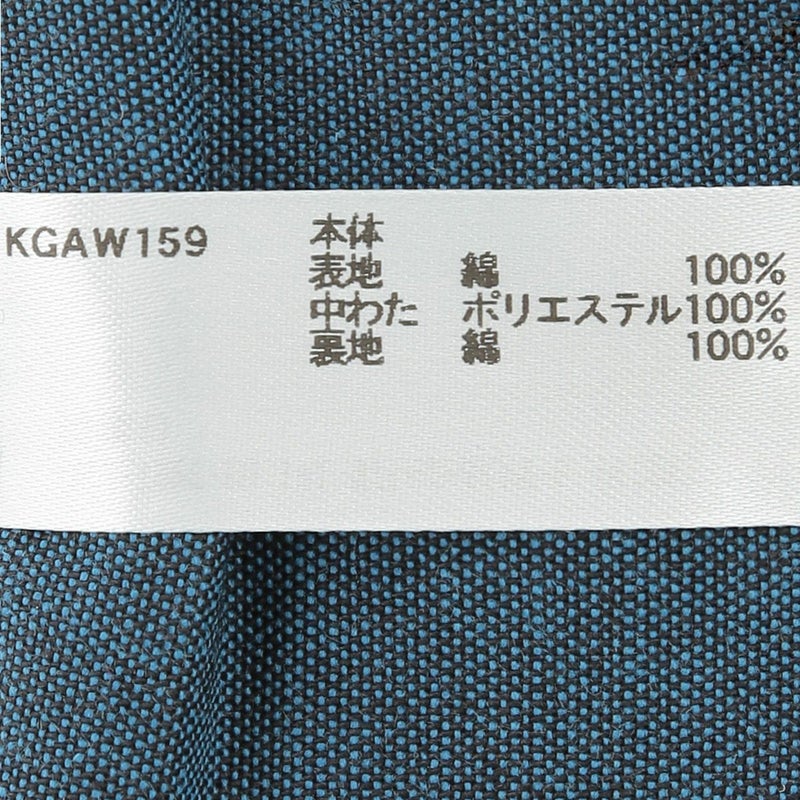 KGAW159
本体
表地 綿 100%
中わた ポリエステル100%
裏地 綿 100%